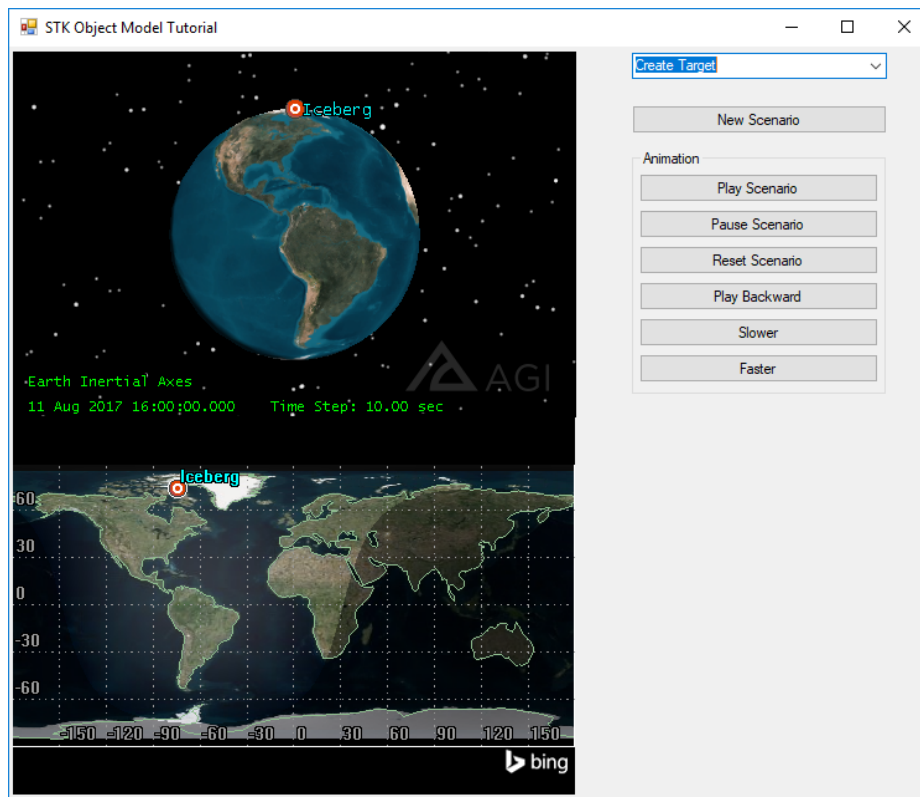 STK Object Model Tutorial
Create Target
New Scenario
Animation
Play Scenario
Pause Scenario
Reset Scenario
Play Backward
Slower
Faster
Iceberg
AGI
Earth Inertial Axes
11 Aug 2017 16:00:00.000 Time Step: 10.00 sec
Iceberg
60
30
0
-30
-60
-150 -120 -90 -60 -30 0 30 60 90 120 150
bing